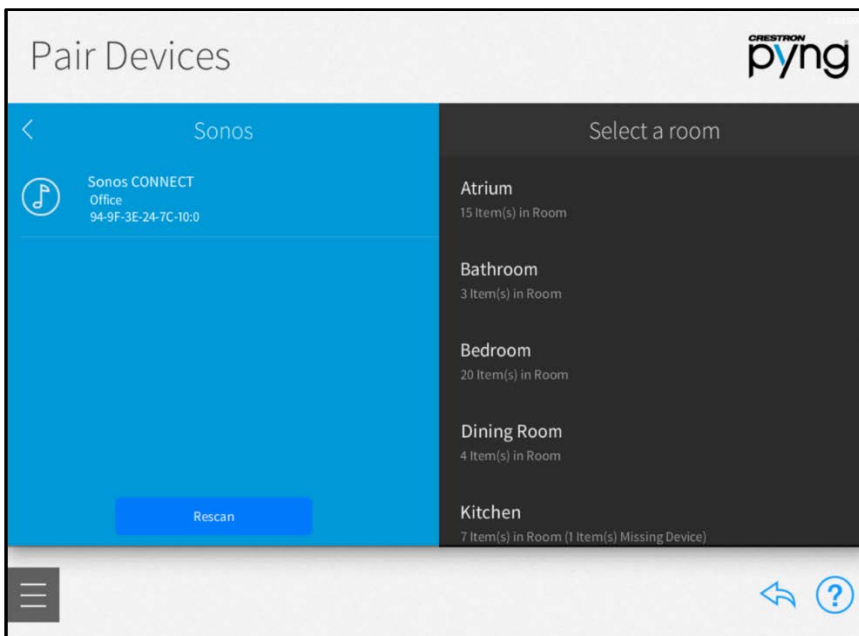 Pair Devices
CRESTRON
pyng
Sonos
Sonos CONNECT
Office
94-9F-3E-24-7C-10:0
Rescan
Select a room
Atrium
15 Item(s) in Room
Bathroom
3 Item(s) in Room
Bedroom
20 Item(s) in Room
Dining Room
4 Item(s) in Room
Kitchen
7 Item(s) in Room (1 Item(s) Missing Device)
?